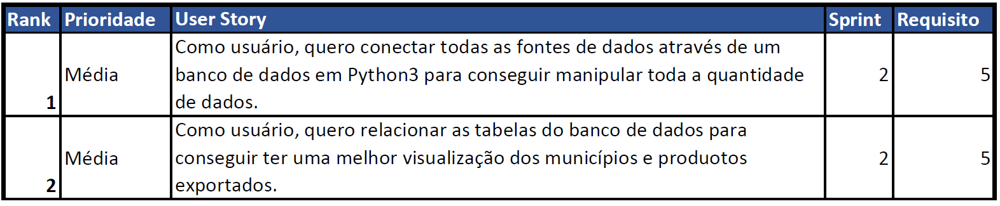 Rank Prioridade User Story Sprint Requisito
Como usuário, quero conectar todas as fontes de dados através de um
Média banco de dados em Python3 para conseguir manipular toda a quantidade 2 5
1 de dados.
Como usuário, quero relacionar as tabelas do banco de dados para
Média conseguir ter uma melhor visualização dos municípios e produotos 2 5
2 exportados.